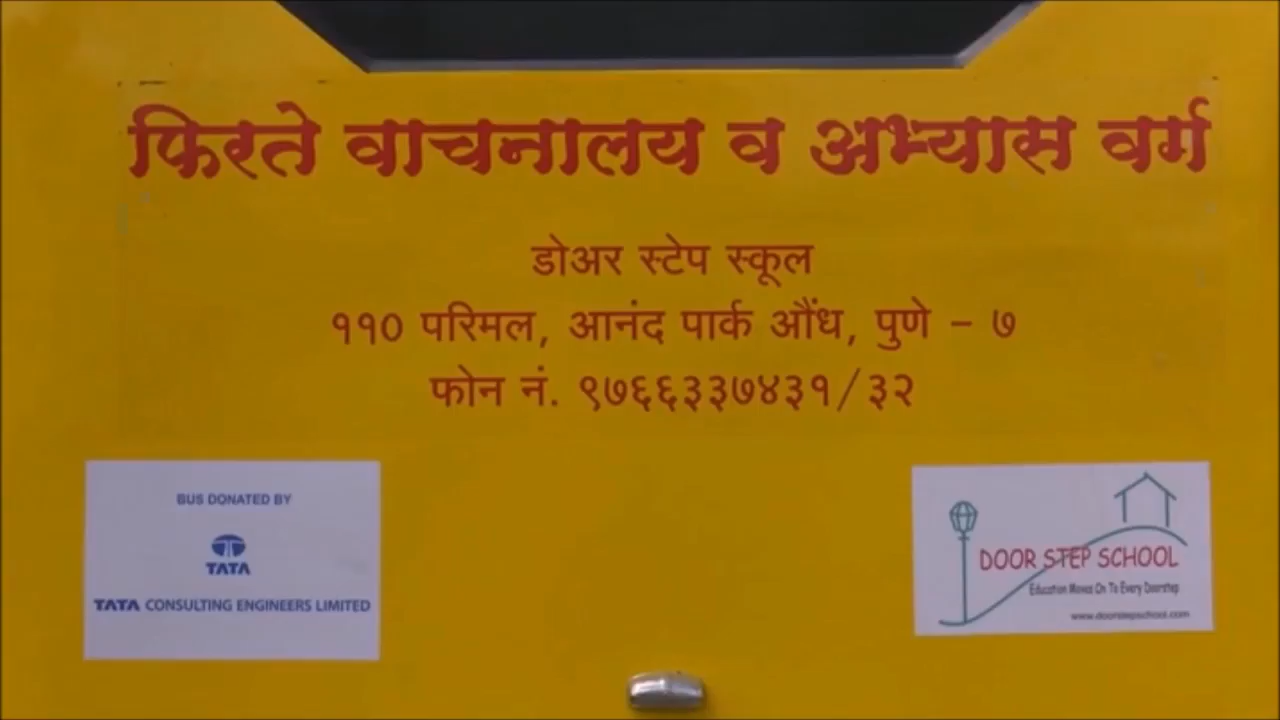 फिरते वाचनालय व अभ्यास वर्ग
डोअर स्टेप स्कूल
११० परिमल, आनंद पार्क औंध, पुणे – ७
फोन नं. ९७६६३३७४३१/३२
BUS DONATED BY
TATA
TATA CONSULTING ENGINEERS LIMITED
DOOR STEP SCHOOL
Education Moves On To Every Doorstep
www.doorstepschool.com